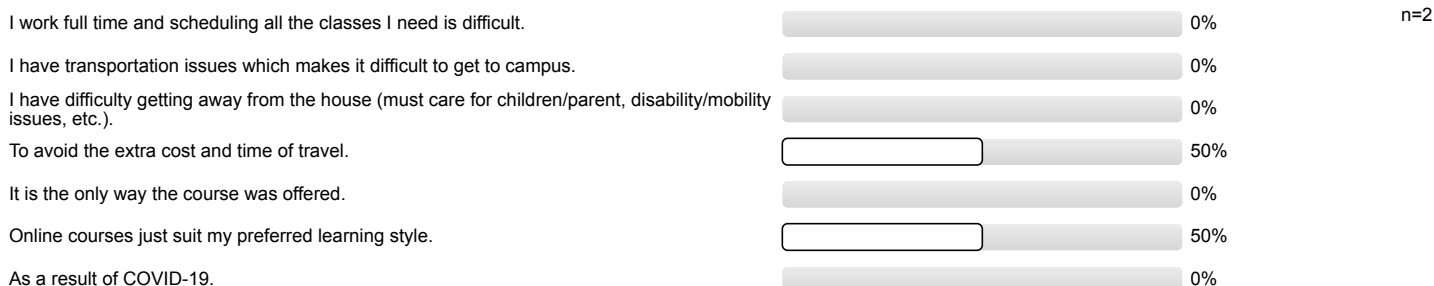 I work full time and scheduling all the classes I need is difficult. 0% n=2
I have transportation issues which makes it difficult to get to campus. 0%
I have difficulty getting away from the house (must care for children/parent, disability/mobility
issues, etc.). 0%
To avoid the extra cost and time of travel. 50%
It is the only way the course was offered. 0%
Online courses just suit my preferred learning style. 50%
As a result of COVID-19. 0%